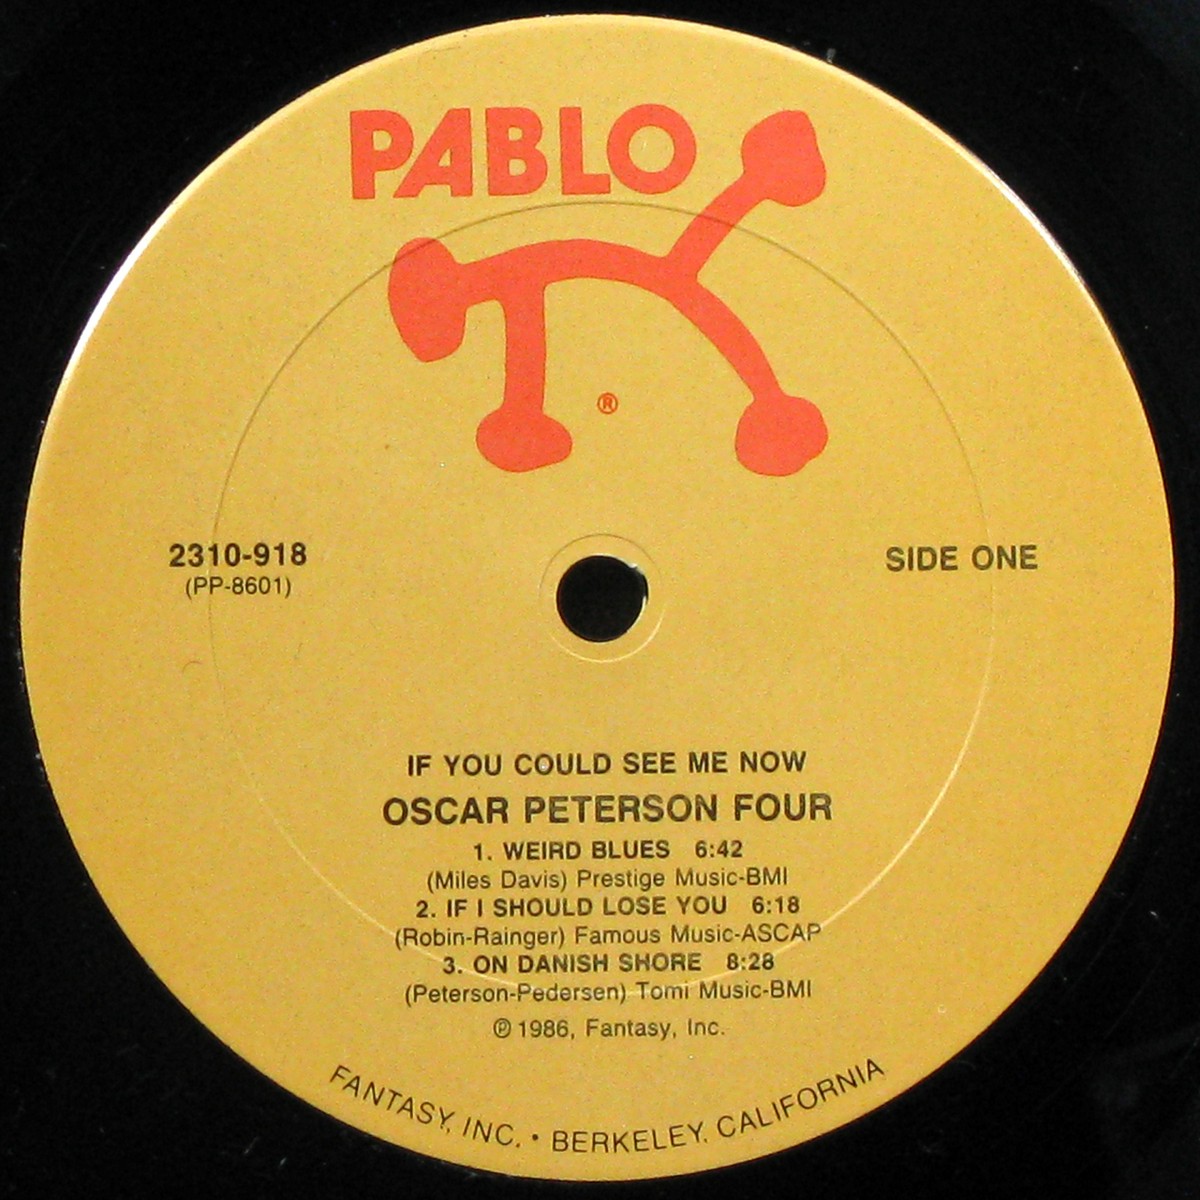 PABLO
®
2310-918
(PP-8601)
SIDE ONE
IF YOU COULD SEE ME NOW
OSCAR PETERSON FOUR
1. WEIRD BLUES 6:42
(Miles Davis) Prestige Music-BMI
2. IF I SHOULD LOSE YOU 6:18
(Robin-Rainger) Famous Music-ASCAP
3. ON DANISH SHORE 8:28
(Peterson-Pedersen) Tomi Music-BMI
℗ 1986, Fantasy, Inc.
FANTASY, INC. • BERKELEY, CALIFORNIA